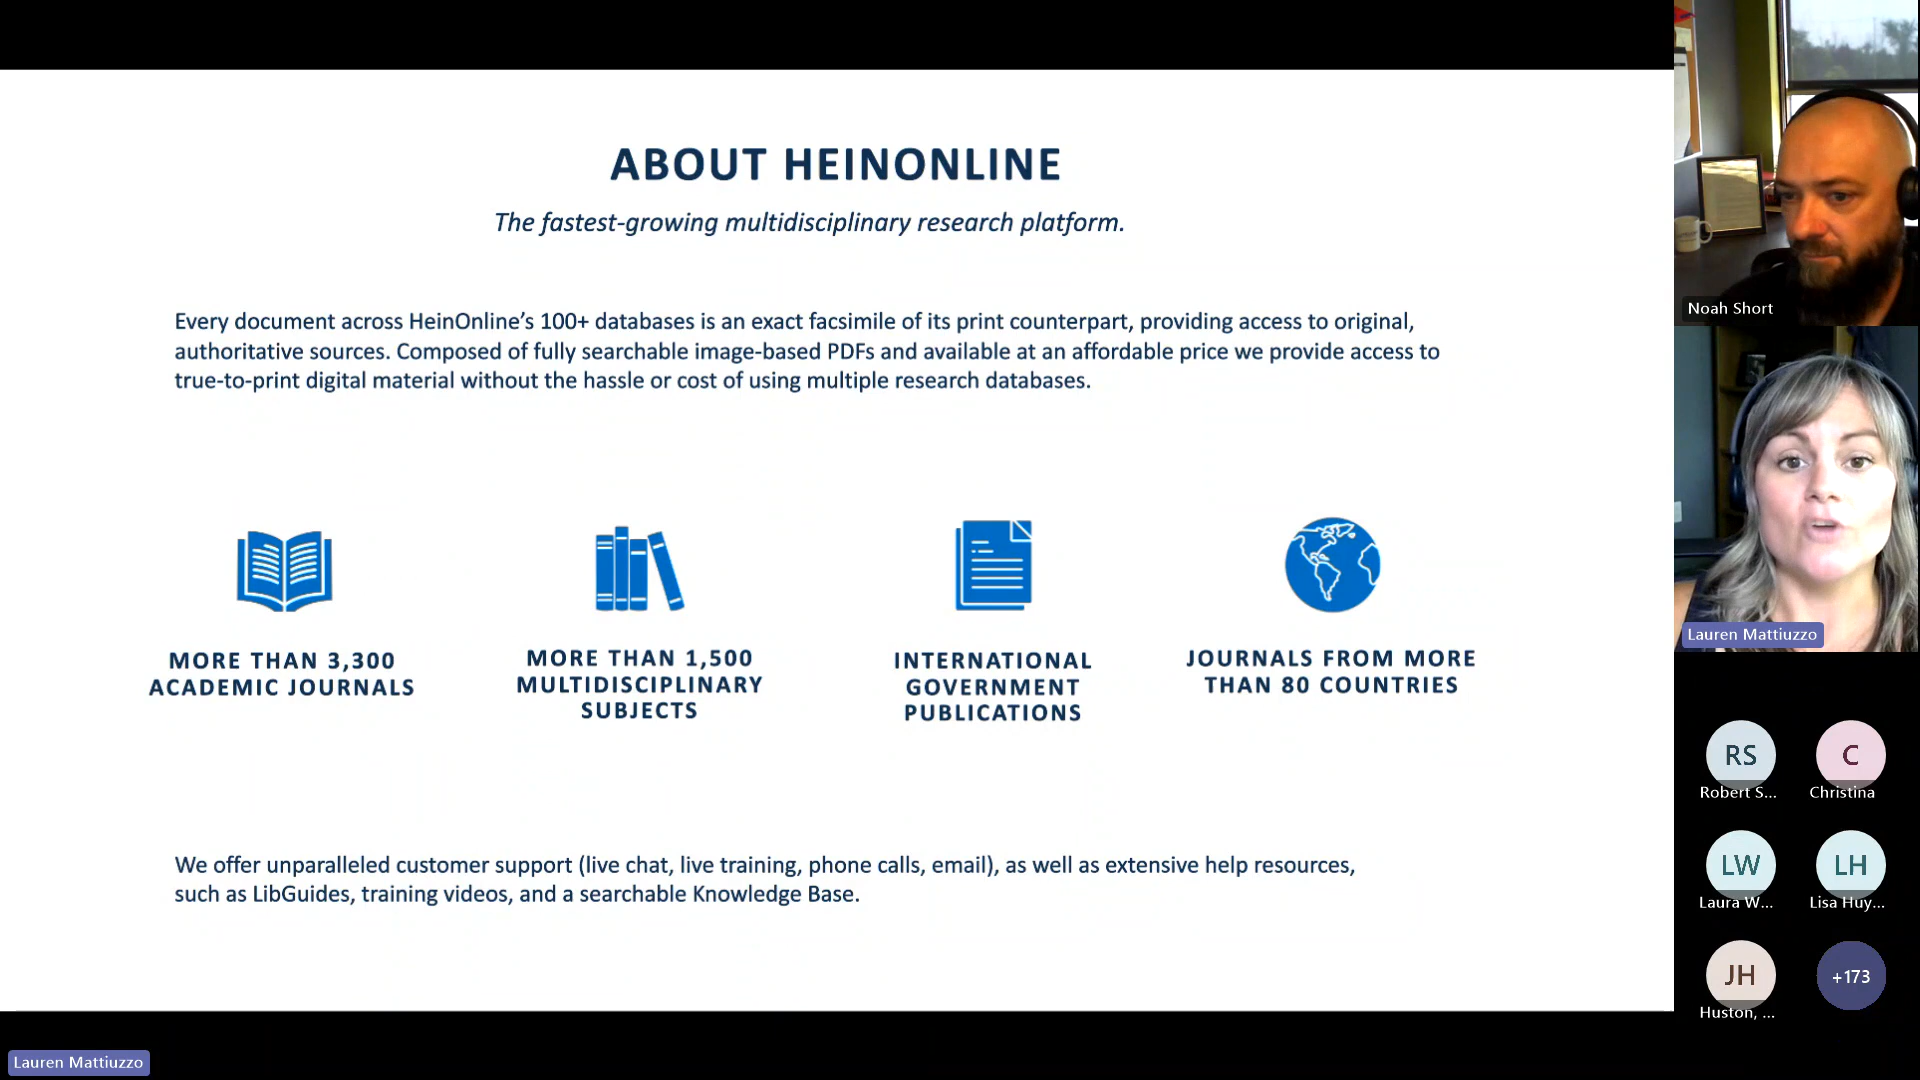 ABOUT HEINONLINE
The fastest-growing multidisciplinary research platform.
Every document across HeinOnline’s 100+ databases is an exact facsimile of its print counterpart, providing access to original,
authoritative sources. Composed of fully searchable image-based PDFs and available at an affordable price we provide access to
true-to-print digital material without the hassle or cost of using multiple research databases.
MORE THAN 3,300
ACADEMIC JOURNALS
MORE THAN 1,500
MULTIDISCIPLINARY
SUBJECTS
INTERNATIONAL
GOVERNMENT
PUBLICATIONS
JOURNALS FROM MORE
THAN 80 COUNTRIES
We offer unparalleled customer support (live chat, live training, phone calls, email), as well as extensive help resources,
such as LibGuides, training videos, and a searchable Knowledge Base.
Noah Short
Lauren Mattiuzzo
RS
Robert S...
C
Christina
LW
Laura W...
LH
Lisa Huy...
JH
Huston, ...
+173
Lauren Mattiuzzo